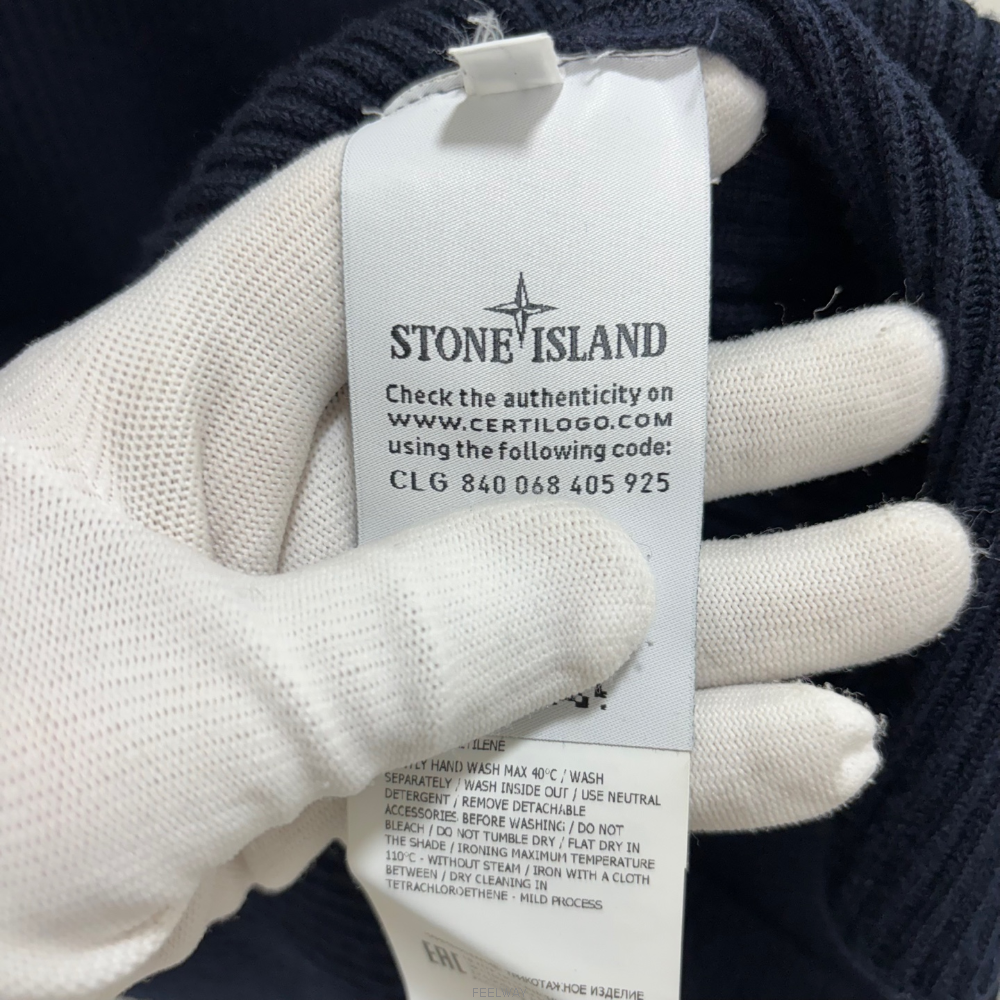 STONE ISLAND
Check the authenticity on
WWW.CERTILOGO.COM
using the following code:
CLG 840 068 405 925
HAND WASH MAX 40°C / WASH
SEPARATELY / WASH INSIDE OUT / USE NEUTRAL
DETERGENT / REMOVE DETACHABLE
ACCESSORIES BEFORE WASHING / DO NOT
BLEACH / DO NOT TUMBLE DRY / FLAT DRY IN
THE SHADE / IRONING MAXIMUM TEMPERATURE
110°C - WITHOUT STEAM / IRON WITH A CLOTH
BETWEEN / DRY CLEANING IN
TETRACHLOROETHENE - MILD PROCESS
EAC
ИЗДЕЛИЕ